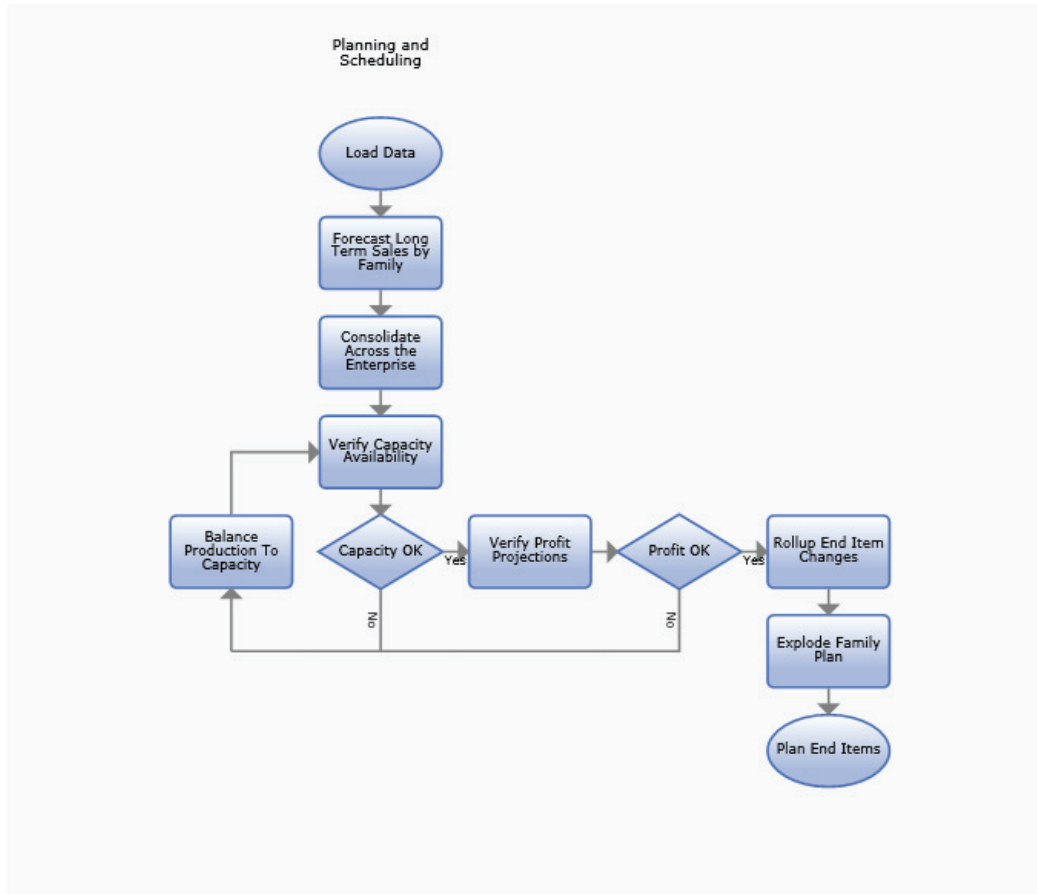 Planning and
Scheduling
Load Data
Forecast Long
Term Sales by
Family
Consolidate
Across the
Enterprise
Verify Capacity
Availability
Balance
Production To
Capacity
Capacity OK
Yes
Verify Profit
Projections
Profit OK
Yes
Rollup End Item
Changes
No
No
Explode Family
Plan
Plan End Items